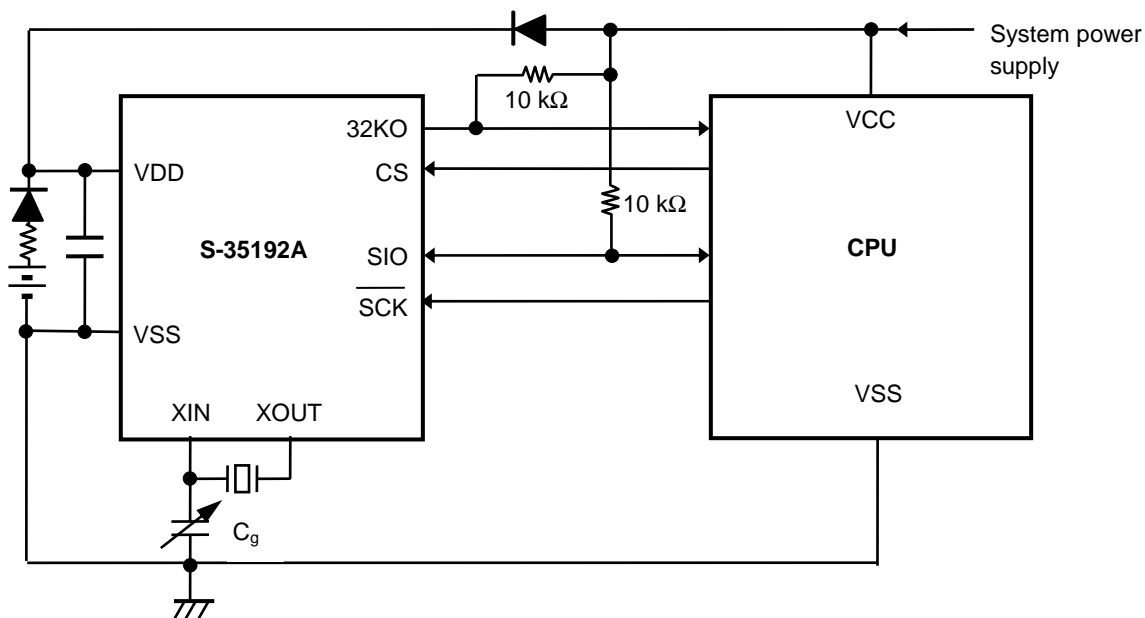 System power
supply
10 kΩ
32KO
VCC
VDD
CS
10 kΩ
S-35192A
SIO
CPU
SCK
VSS
VSS
XIN
XOUT
Cg